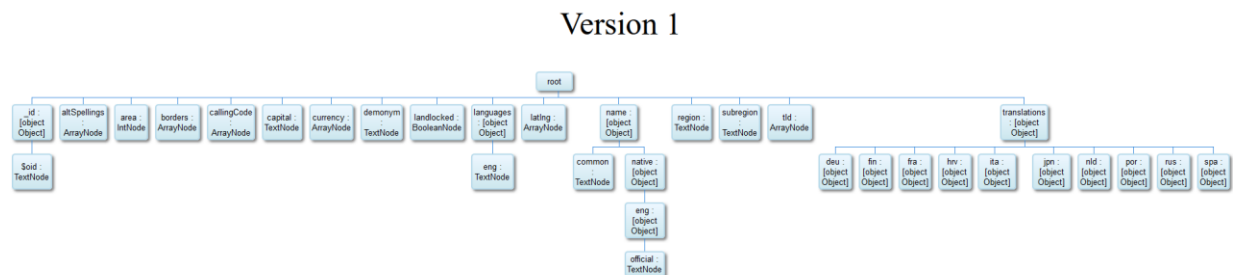 Version 1
root
_id :
[object
Object]
altSpellings
:
ArrayNode
area :
IntNode
borders :
ArrayNode
callingCode
:
ArrayNode
capital :
TextNode
currency :
ArrayNode
demonym :
TextNode
landlocked :
BooleanNode
languages :
[object
Object]
latlng :
ArrayNode
name :
[object
Object]
region :
TextNode
subregion
:
TextNode
tld :
ArrayNode
translations
: [object
Object]
$oid :
TextNode
eng :
TextNode
common
:
TextNode
native :
[object
Object]
deu :
[object
Object]
fin :
[object
Object]
fra :
[object
Object]
hrv :
[object
Object]
ita :
[object
Object]
jpn :
[object
Object]
nld :
[object
Object]
por :
[object
Object]
rus :
[object
Object]
spa :
[object
Object]
eng :
[object
Object]
official :
TextNode